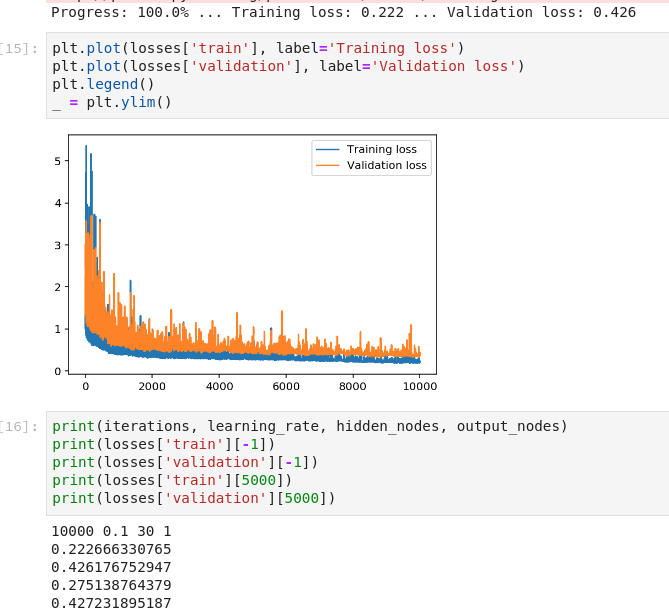 Progress: 100.0% ... Training loss: 0.222 ... Validation loss: 0.426
[15]:
plt.plot(losses['train'], label='Training loss')
plt.plot(losses['validation'], label='Validation loss')
plt.legend()
_ = plt.ylim()
Training loss
Validation loss
5
4
3
2
1
0
0 2000 4000 6000 8000 10000
[16]:
print(iterations, learning_rate, hidden_nodes, output_nodes)
print(losses['train'][-1])
print(losses['validation'][-1])
print(losses['train'][5000])
print(losses['validation'][5000])
10000 0.1 30 1
0.222666330765
0.426176752947
0.275138764379
0.427231895187